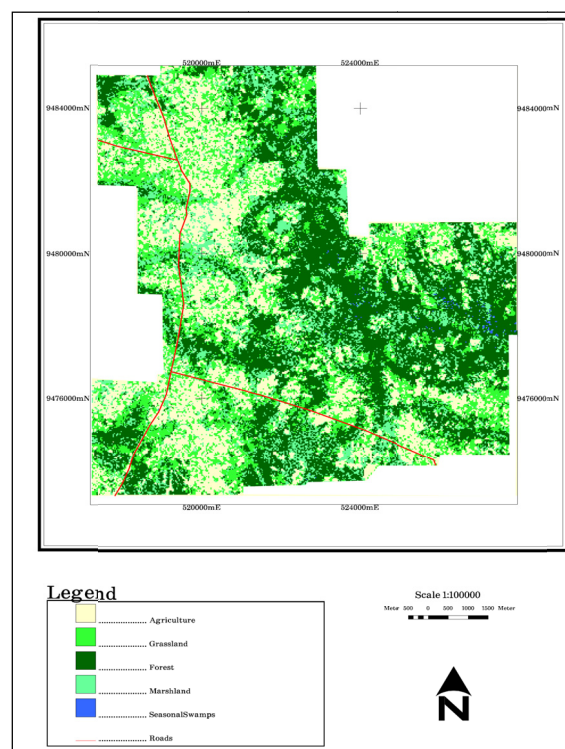 520000mE 524000mE
9484000mN 9484000mN
9480000mN 9480000mN
9476000mN 9476000mN
520000mE 524000mE
Legend
Agriculture
Grassland
Forest
Marshland
SeasonalSwamps
Roads
Scale 1:100000
Meter 500 0 500 1000 1500 Meter
N